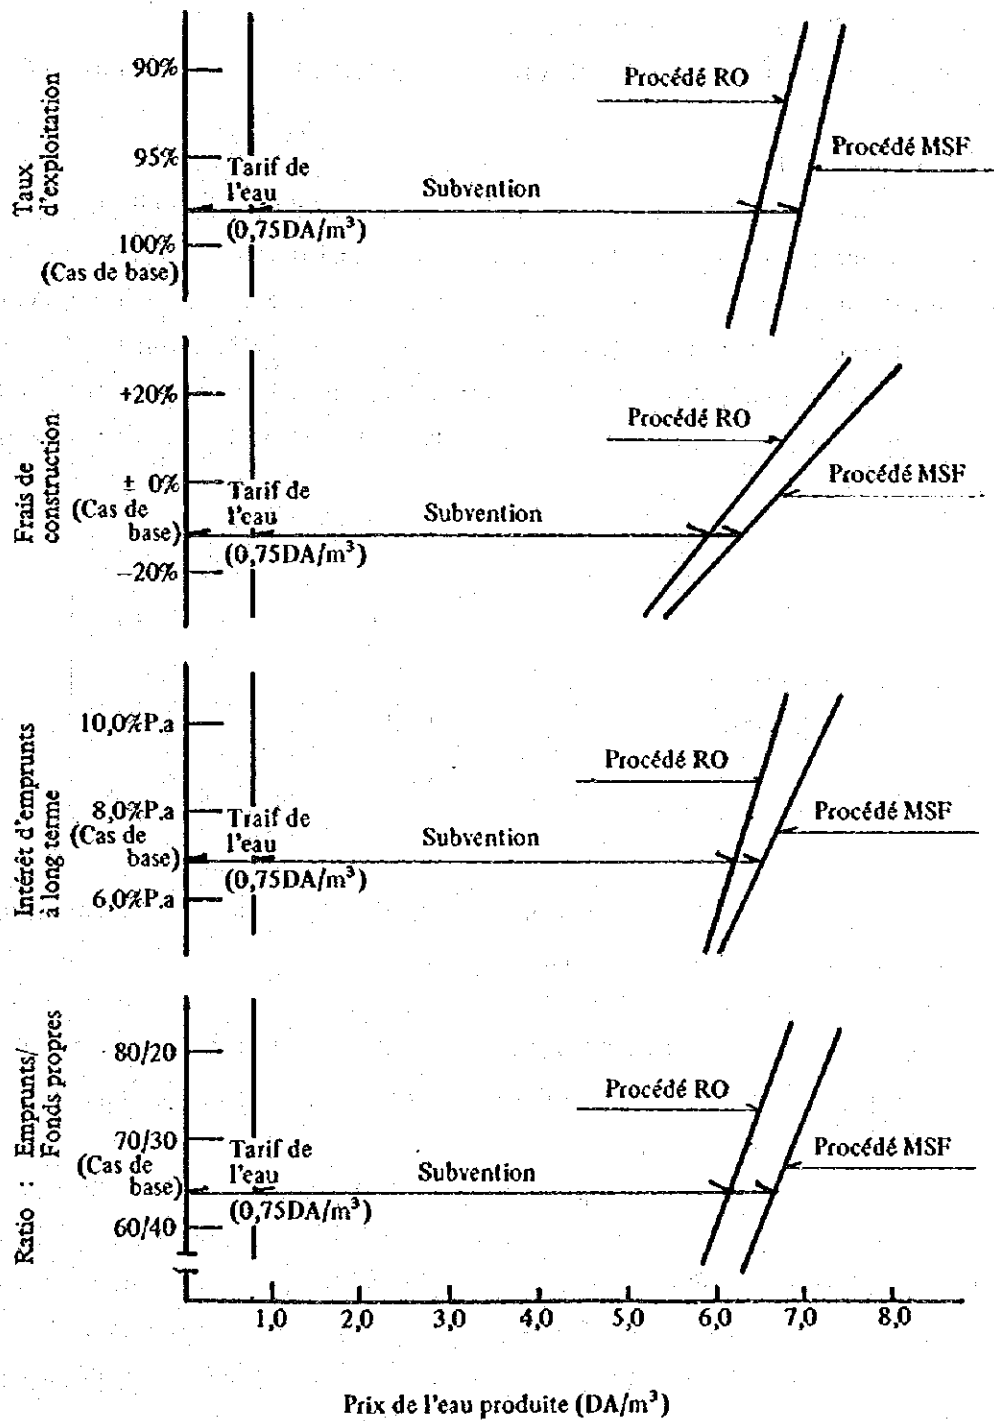 Taux
d'exploitation
90%
95%
100%
(Cas de base)
Tarif de
l'eau
(0,75DA/m³)
Subvention
Procédé RO
Procédé MSF
Frais de
construction
+20%
± 0%
(Cas de
base)
−20%
Tarif de
l'eau
(0,75DA/m³)
Subvention
Procédé RO
Procédé MSF
Intérêt d'emprunts
à long terme
10,0%P.a
8,0%P.a
(Cas de
base)
6,0%P.a
Traif de
l'eau
(0,75DA/m³)
Subvention
Procédé RO
Procédé MSF
Ratio : Emprunts/
Fonds propres
80/20
70/30
(Cas de
base)
60/40
Tarif de
l'eau
(0,75DA/m³)
Subvention
Procédé RO
Procédé MSF
1,0 2,0 3,0 4,0 5,0 6,0 7,0 8,0
Prix de l'eau produite (DA/m³)